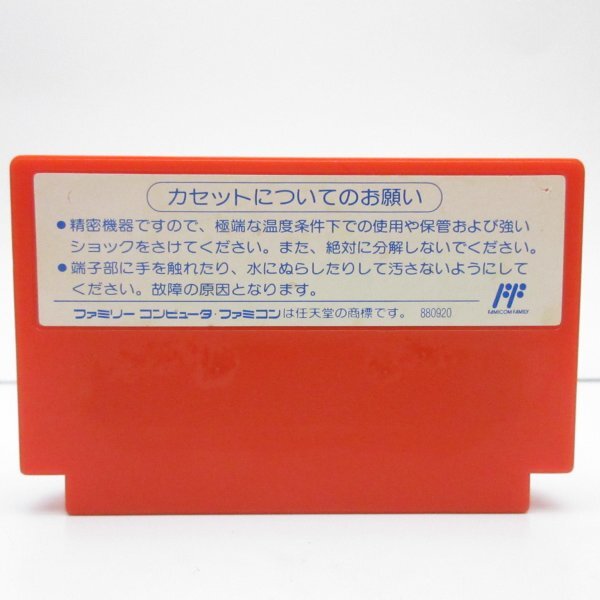 カセットについてのお願い
●精密機器ですので、極端な温度条件下での使用や保管および強い
ショックをさけてください。また、絶対に分解しないでください。
●端子部に手を触れたり、水にぬらしたりして汚さないようにして
ください。故障の原因となります。
FAMICOM FAMILY
ファミリー コンピュータ・ファミコンは任天堂の商標です。 880920